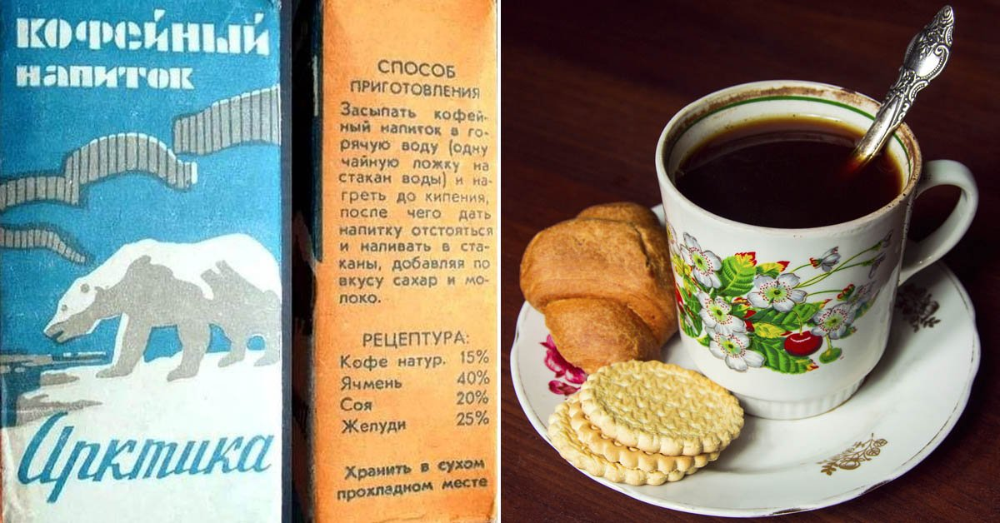 Кофейный
напиток
Арктика
СПОСОБ
ПРИГОТОВЛЕНИЯ
Засыпать кофей-
ный напиток в го-
рячую воду (одну
чайную ложку на
стакан воды) и на-
греть до кипения,
после чего дать
напитку отстояться
и наливать в ста-
каны, добавляя по
вкусу сахар и мо-
локо.
РЕЦЕПТУРА:
Кофе натур. 15%
Ячмень 40%
Соя 20%
Желуди 25%
Хранить в сухом
прохладном месте